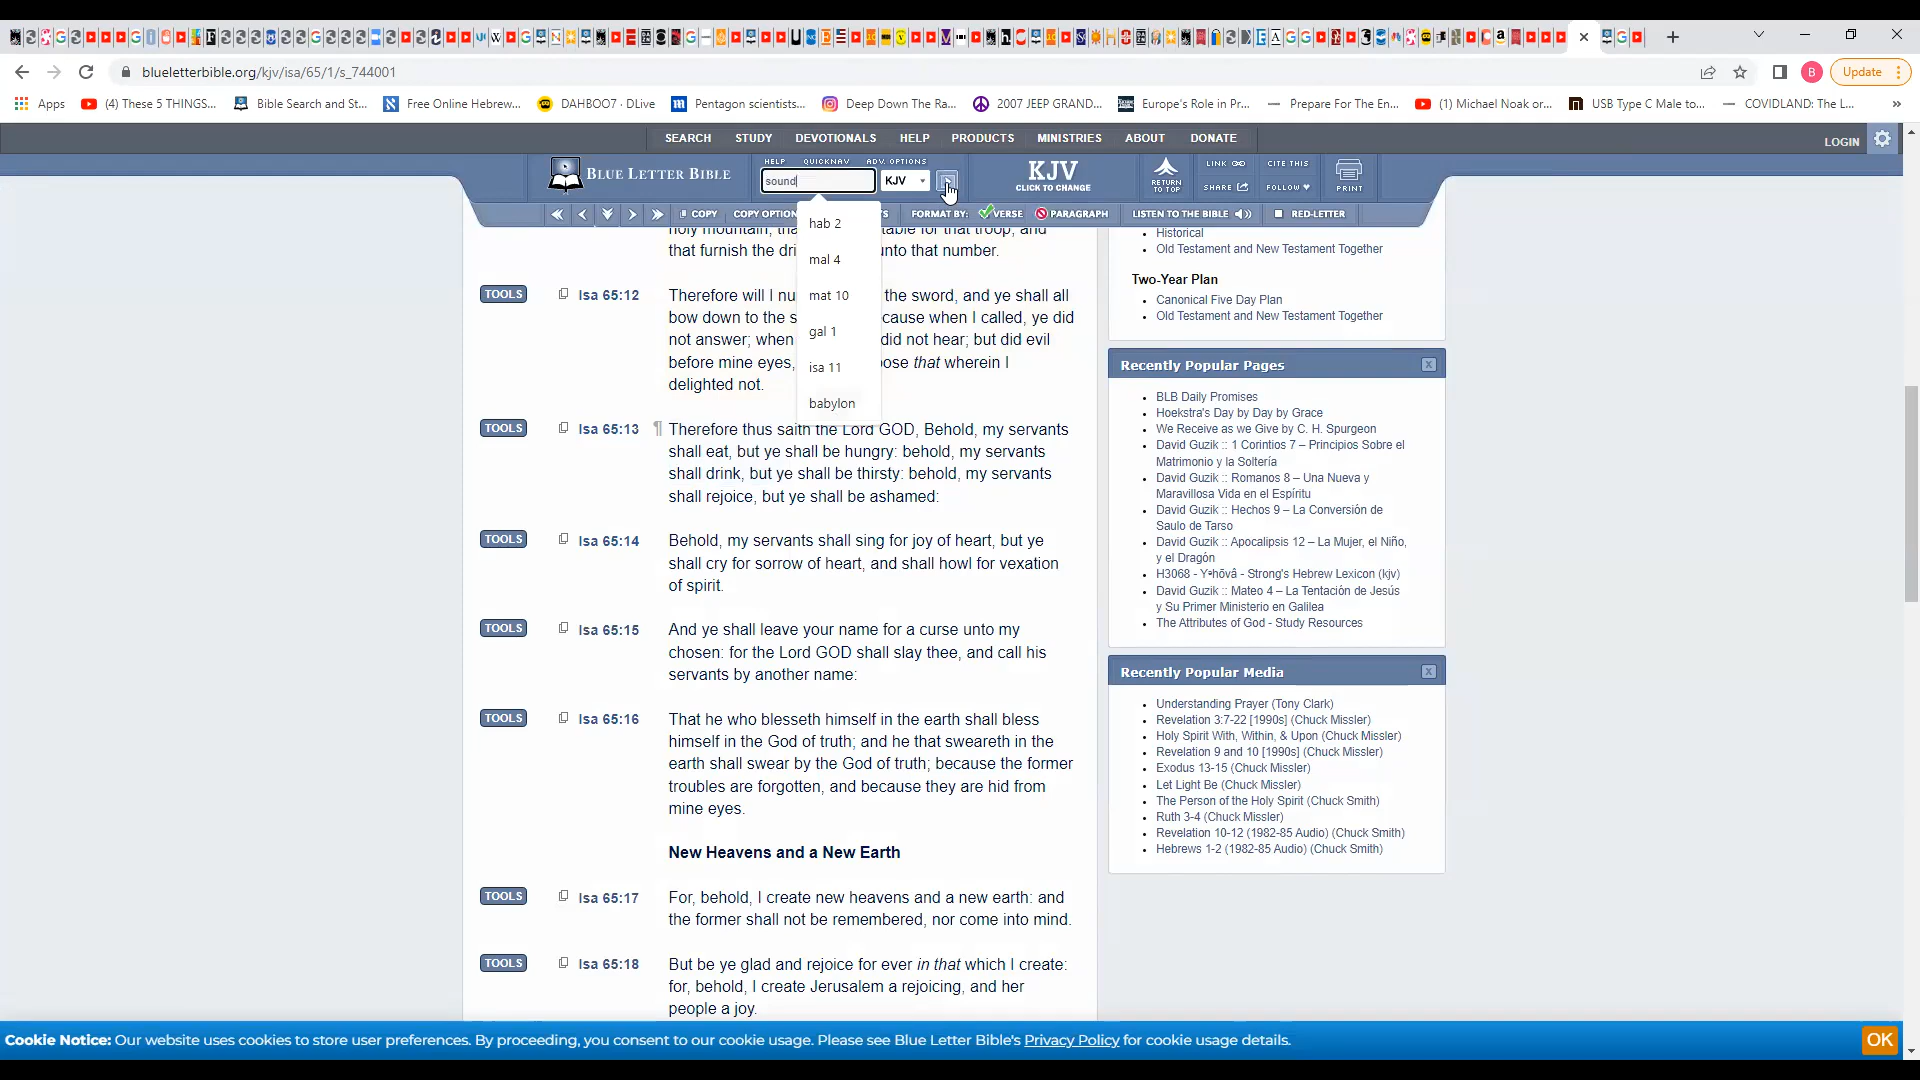 blueletterbible.org/kjv/isa/65/1/s_744001
B
Update
Apps
(4) These 5 THINGS...
Bible Search and St...
Free Online Hebrew...
DAHBOO7 · DLive
Pentagon scientists...
Deep Down The Ra...
2007 JEEP GRAND...
Europe's Role in Pr...
Prepare For The En...
(1) Michael Noak or...
USB Type C Male to...
COVIDLAND: The L...
SEARCH STUDY DEVOTIONALS HELP PRODUCTS MINISTRIES ABOUT DONATE
LOGIN
BLUE LETTER BIBLE
HELP QUICKNAV ADV. OPTIONS
sound
KJV
KJV
CLICK TO CHANGE
RETURN
TO TOP
LINK
SHARE
CITE THIS
FOLLOW
PRINT
COPY
COPY OPTION
FORMAT BY:
VERSE
PARAGRAPH
LISTEN TO THE BIBLE
RED-LETTER
hab 2
mal 4
mat 10
gal 1
isa 11
babylon
that furnish the dri unto that number.
TOOLS
Isa 65:12
Therefore will I nu the sword, and ye shall all
bow down to the s cause when I called, ye did
not answer; when did not hear; but did evil
before mine eyes, ose that wherein I
delighted not.
TOOLS
Isa 65:13
¶ Therefore thus saith the Lord GOD, Behold, my servants
shall eat, but ye shall be hungry: behold, my servants
shall drink, but ye shall be thirsty: behold, my servants
shall rejoice, but ye shall be ashamed:
TOOLS
Isa 65:14
Behold, my servants shall sing for joy of heart, but ye
shall cry for sorrow of heart, and shall howl for vexation
of spirit.
TOOLS
Isa 65:15
And ye shall leave your name for a curse unto my
chosen: for the Lord GOD shall slay thee, and call his
servants by another name:
TOOLS
Isa 65:16
That he who blesseth himself in the earth shall bless
himself in the God of truth; and he that sweareth in the
earth shall swear by the God of truth; because the former
troubles are forgotten, and because they are hid from
mine eyes.
New Heavens and a New Earth
TOOLS
Isa 65:17
For, behold, I create new heavens and a new earth: and
the former shall not be remembered, nor come into mind.
TOOLS
Isa 65:18
But be ye glad and rejoice for ever in that which I create:
for, behold, I create Jerusalem a rejoicing, and her
people a joy.
Historical
Old Testament and New Testament Together
Two-Year Plan
Canonical Five Day Plan
Old Testament and New Testament Together
Recently Popular Pages
X
BLB Daily Promises
Hoekstra's Day by Day by Grace
We Receive as we Give by C. H. Spurgeon
David Guzik :: 1 Corintios 7 – Principios Sobre el
Matrimonio y la Soltería
David Guzik :: Romanos 8 – Una Nueva y
Maravillosa Vida en el Espíritu
David Guzik :: Hechos 9 – La Conversión de
Saulo de Tarso
David Guzik :: Apocalipsis 12 – La Mujer, el Niño,
y el Dragón
H3068 - Yᵊhōvâ - Strong's Hebrew Lexicon (kjv)
David Guzik :: Mateo 4 – La Tentación de Jesús
y Su Primer Ministerio en Galilea
The Attributes of God - Study Resources
Recently Popular Media
X
Understanding Prayer (Tony Clark)
Revelation 3:7-22 [1990s] (Chuck Missler)
Holy Spirit With, Within, & Upon (Chuck Missler)
Revelation 9 and 10 [1990s] (Chuck Missler)
Exodus 13-15 (Chuck Missler)
Let Light Be (Chuck Missler)
The Person of the Holy Spirit (Chuck Smith)
Ruth 3-4 (Chuck Missler)
Revelation 10-12 (1982-85 Audio) (Chuck Smith)
Hebrews 1-2 (1982-85 Audio) (Chuck Smith)
Cookie Notice: Our website uses cookies to store user preferences. By proceeding, you consent to our cookie usage. Please see Blue Letter Bible's Privacy Policy for cookie usage details.
OK